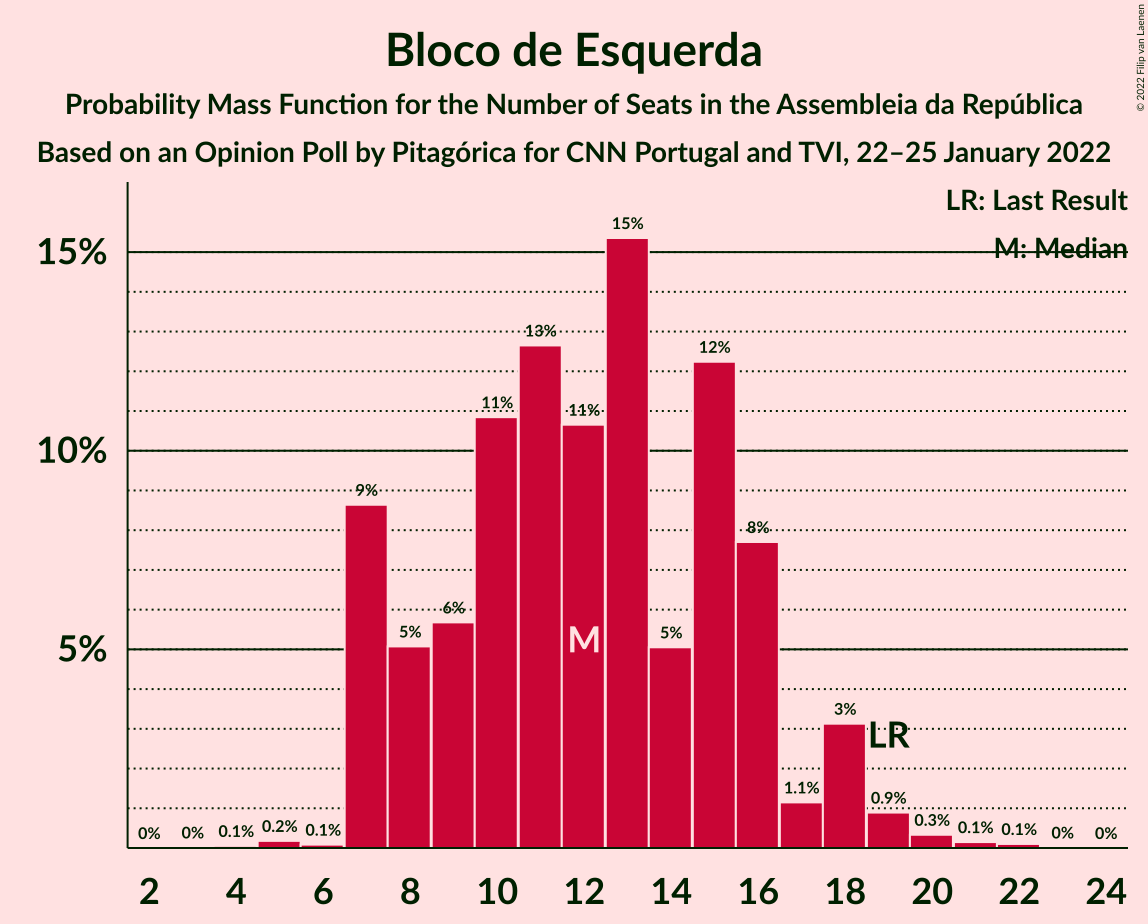 Bloco de Esquerda
Probability Mass Function for the Number of Seats in the Assembleia da República
Based on an Opinion Poll by Pitagórica for CNN Portugal and TVI, 22–25 January 2022
© 2022 Filip van Laenen
LR: Last Result
M: Median
15%
10%
5%
0% 0% 0.1% 0.2% 0.1% 9% 5% 6% 11% 13% 11% 15% 5% 12% 8% 1.1% 3% 0.9% 0.3% 0.1% 0.1% 0% 0%
M
LR
2 4 6 8 10 12 14 16 18 20 22 24